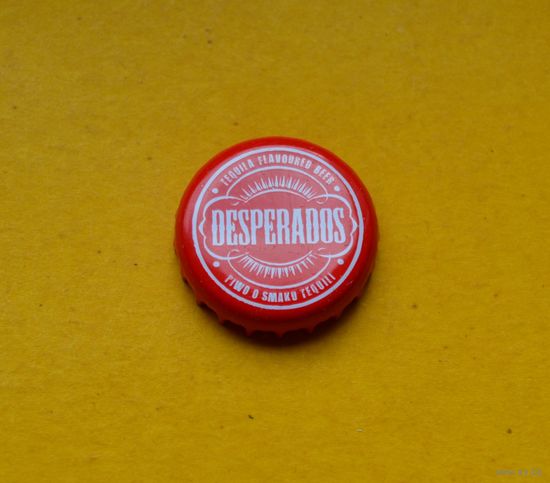 TEQUILA FLAVOURED BEER
DESPERADOS
PIWO O SMAKU TEQUILI